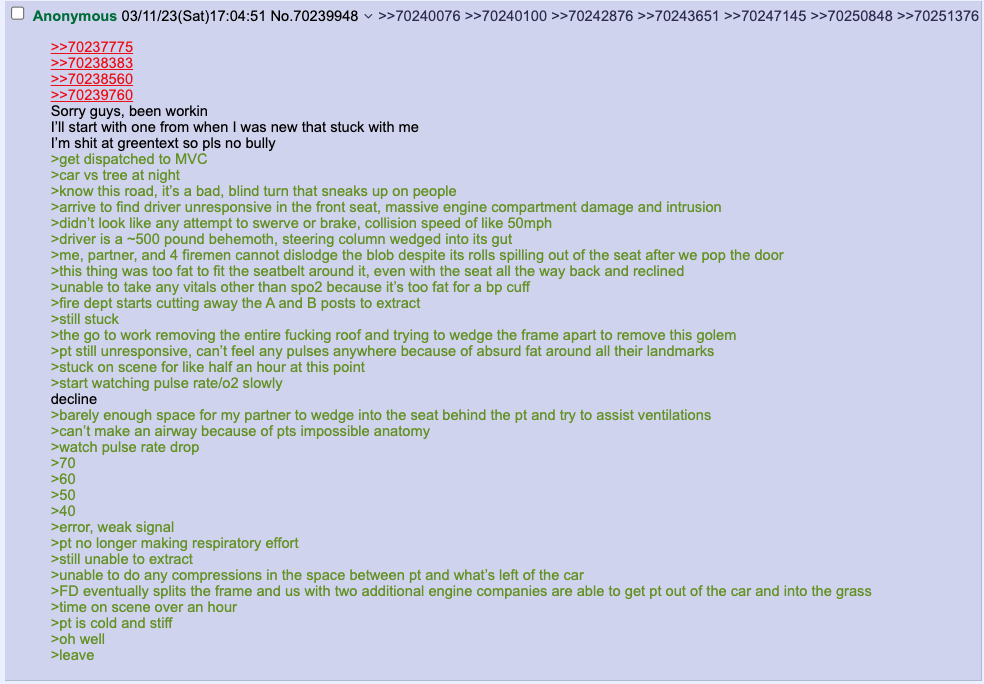 Anonymous 03/11/23(Sat)17:04:51 No.70239948 >>70240076 >>70240100 >>70242876 >>70243651 >>70247145 >>70250848 >>70251376
>>70237775
>>70238383
>>70238560
>>70239760
Sorry guys, been workin
I'll start with one from when I was new that stuck with me
I'm shit at greentext so pls no bully
>get dispatched to MVC
>car vs tree at night
>know this road, it's a bad, blind turn that sneaks up on people
>arrive to find driver unresponsive in the front seat, massive engine compartment damage and intrusion
>didn't look like any attempt to swerve or brake, collision speed of like 50mph
>driver is a ~500 pound behemoth, steering column wedged into its gut
>me, partner, and 4 firemen cannot dislodge the blob despite its rolls spilling out of the seat after we pop the door
>this thing was too fat to fit the seatbelt around it, even with the seat all the way back and reclined
>unable to take any vitals other than spo2 because it's too fat for a bp cuff
>fire dept starts cutting away the A and B posts to extract
>still stuck
>the go to work removing the entire fucking roof and trying to wedge the frame apart to remove this golem
>pt still unresponsive, can't feel any pulses anywhere because of absurd fat around all their landmarks
>stuck on scene for like half an hour at this point
>start watching pulse rate/o2 slowly
decline
>barely enough space for my partner to wedge into the seat behind the pt and try to assist ventilations
>can't make an airway because of pts impossible anatomy
>watch pulse rate drop
>70
>60
>50
>40
>error, weak signal
>pt no longer making respiratory effort
>still unable to extract
>unable to do any compressions in the space between pt and what's left of the car
>FD eventually splits the frame and us with two additional engine companies are able to get pt out of the car and into the grass
>time on scene over an hour
>pt is cold and stiff
>oh well
>leave